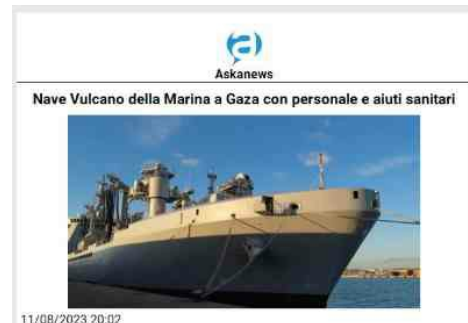 Askanews
Nave Vulcano della Marina a Gaza con personale e aiuti sanitari
11/08/2023 20:02